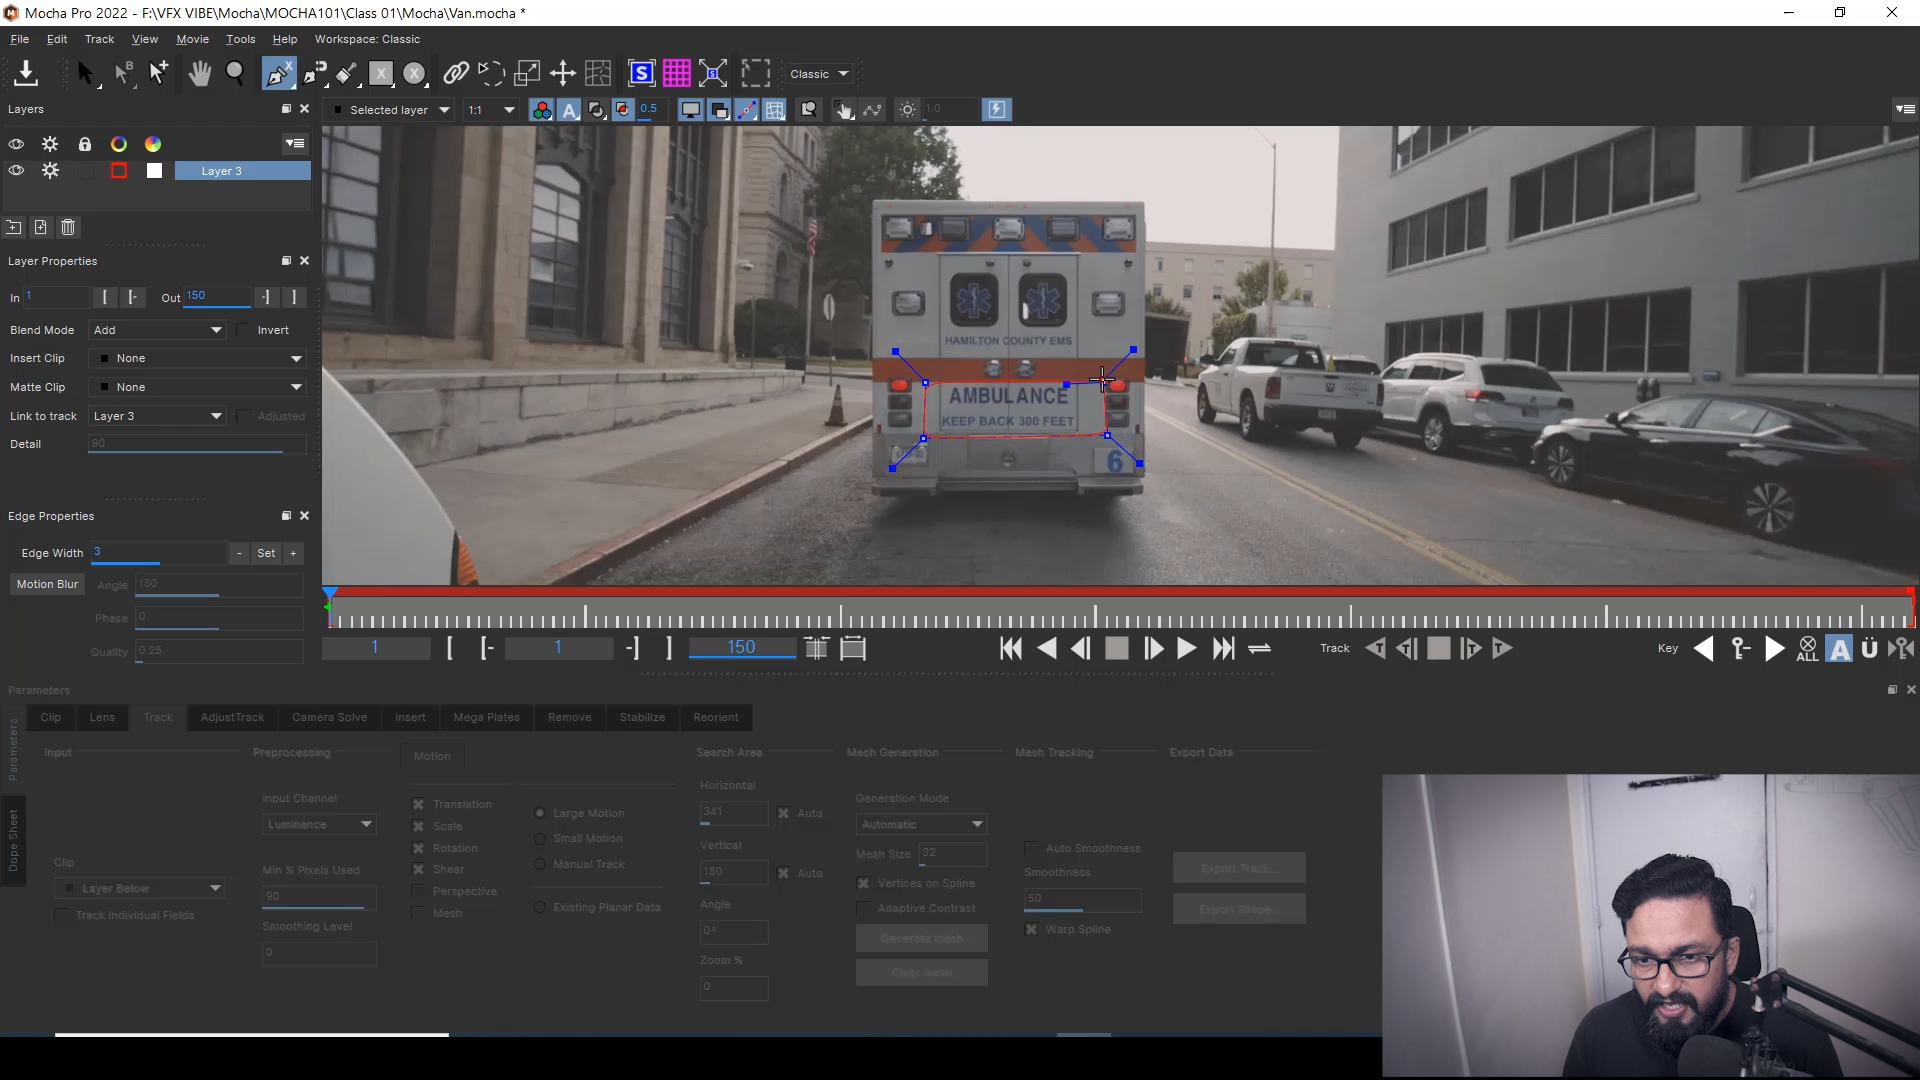 Mocha Pro 2022 - F:\VFX VIBE\Mocha\MOCHA101\Class 01\Mocha\Van.mocha *
File Edit Track View Movie Tools Help Workspace: Classic
Classic
Layers
Selected layer 1:1 A 0.5 1.0
Layer 3
HAMILTON COUNTY EMS
AMBULANCE
KEEP BACK 300 FEET
6
Layer Properties
In 1 Out 150
Blend Mode Add Invert
Insert Clip None
Matte Clip None
Link to track Layer 3 Adjusted
Detail 90
Edge Properties
Edge Width 3 - Set +
Motion Blur Angle 180
Phase 0
Quality 0.25
1 1 150 Track Key ALL A Ü
Parameters
Clip Lens Track AdjustTrack Camera Solve Insert Mega Plates Remove Stabilize Reorient
Parameters
Dope Sheet
Input
Clip
Layer Below
Track Individual Fields
Preprocessing
Input Channel
Luminance
Min % Pixels Used
90
Smoothing Level
0
Motion
Translation
Scale
Rotation
Shear
Perspective
Mesh
Large Motion
Small Motion
Manual Track
Existing Planar Data
Search Area
Horizontal
341 Auto
Vertical
180 Auto
Angle
0°
Zoom %
0
Mesh Generation
Generation Mode
Automatic
Mesh Size 32
Vertices on Spline
Adaptive Contrast
Generate mesh
Clear mesh
Mesh Tracking
Auto Smoothness
Smoothness
50
Warp Spline
Export Data
Export Track...
Export Shape...